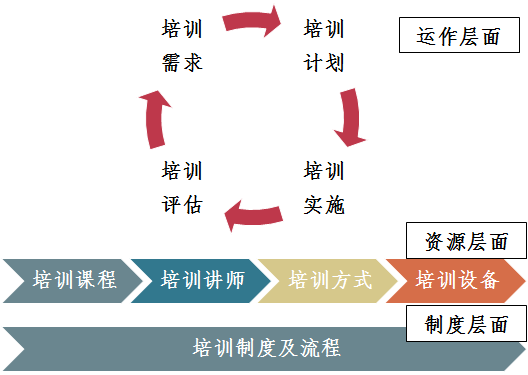 培训
需求
培训
计划
运作层面
培训
评估
培训
实施
资源层面
培训课程
培训讲师
培训方式
培训设备
制度层面
培训制度及流程